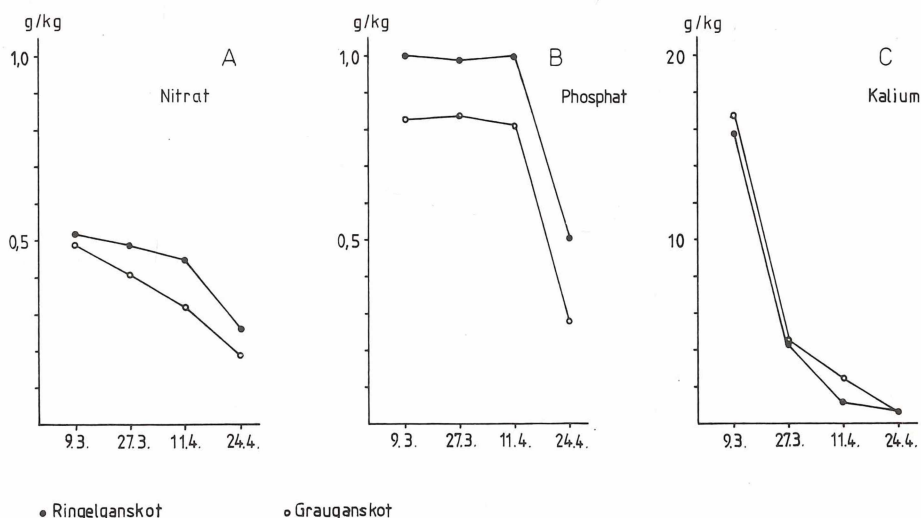 g/kg
1,0
0,5
A
Nitrat
9.3.
27.3.
11.4.
24.4.
g/kg
1,0
0,5
B
Phosphat
9.3.
27.3.
11.4.
24.4.
g/kg
20
10
C
Kalium
9.3.
27.3.
11.4.
24.4.
Ringelganskot
Grauganskot